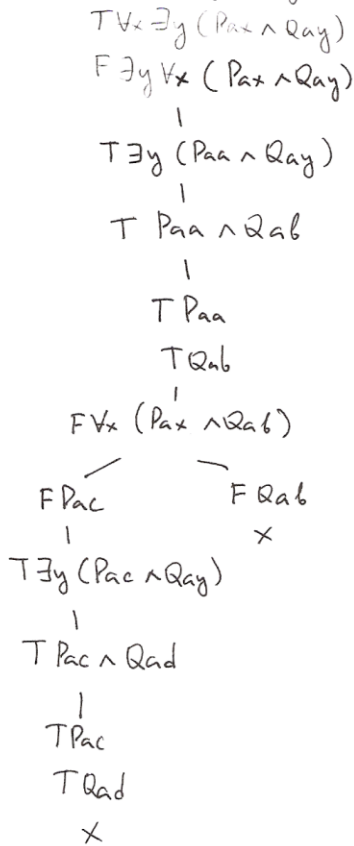 T ∀x ∃y (Pax ∧ Qay)
F ∃y ∀x (Pax ∧ Qay)
T ∃y (Paa ∧ Qay)
T Paa ∧ Qab
T Paa
T Qab
F ∀x (Pax ∧ Qab)
F Pac F Qab
×
T ∃y (Pac ∧ Qay)
T Pac ∧ Qad
T Pac
T Qad
×